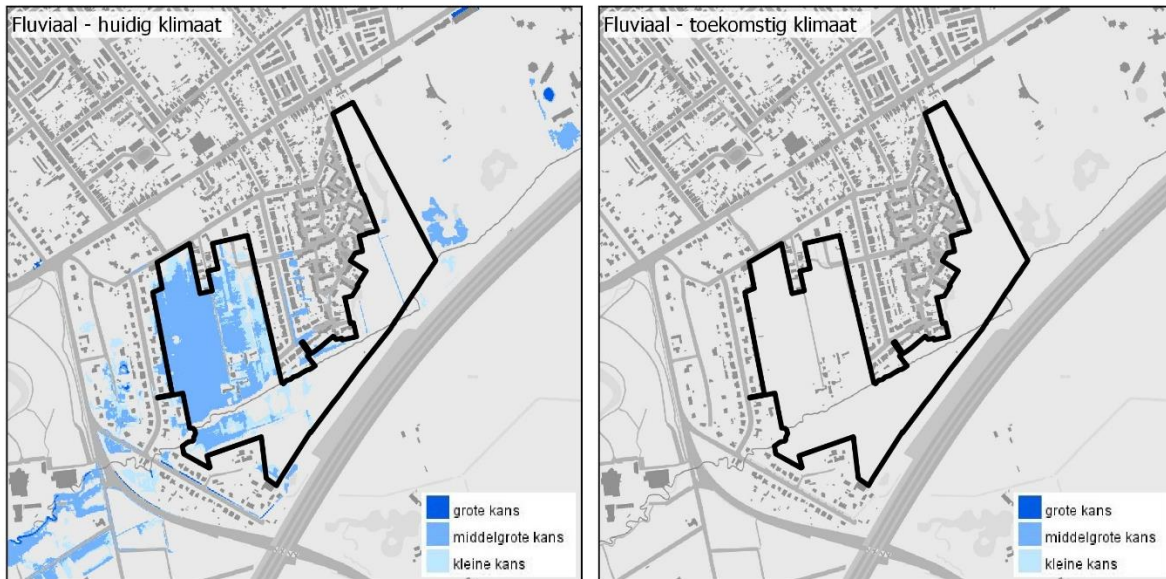 Fluviaal - huidig klimaat
grote kans
middelgrote kans
kleine kans
Fluviaal - toekomstig klimaat
grote kans
middelgrote kans
kleine kans